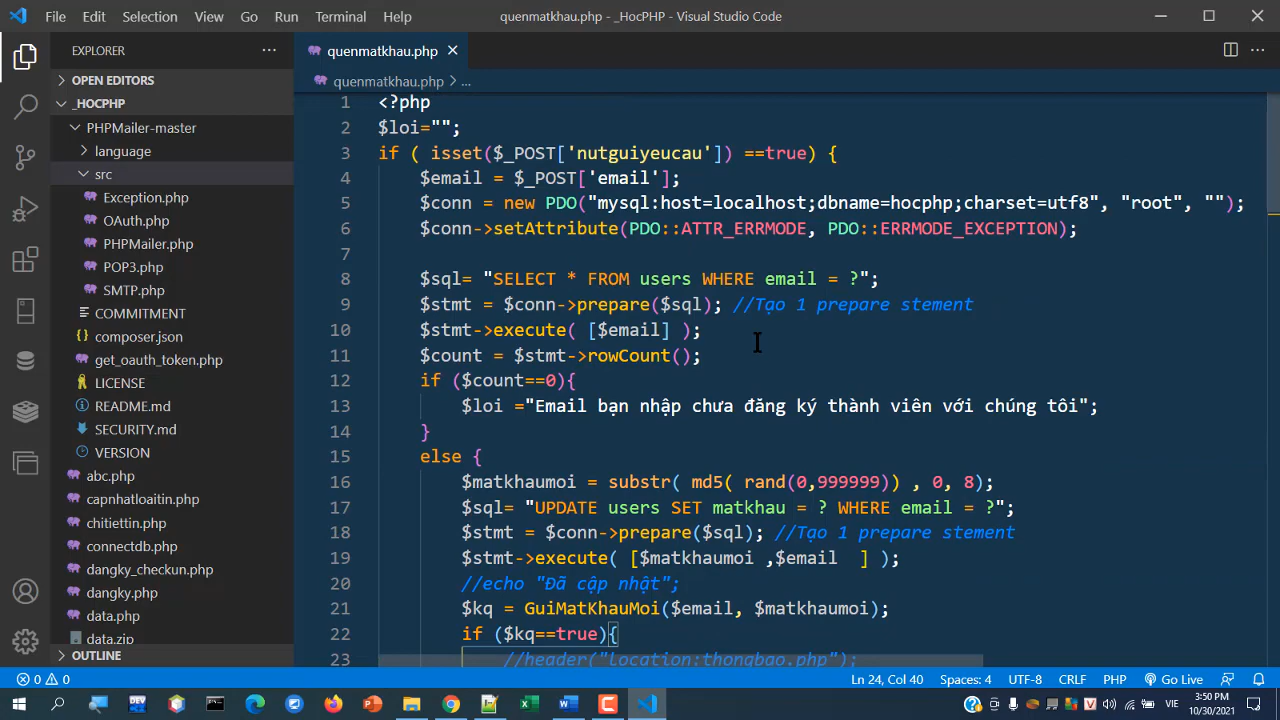 File Edit Selection View Go Run Terminal Help
quenmatkhau.php - _HocPHP - Visual Studio Code
EXPLORER
OPEN EDITORS
_HOCPHP
PHPMailer-master
language
src
Exception.php
OAuth.php
PHPMailer.php
POP3.php
SMTP.php
COMMITMENT
composer.json
get_oauth_token.php
LICENSE
README.md
SECURITY.md
VERSION
abc.php
capnhatloaitin.php
chitiettin.php
connectdb.php
dangky_checkun.php
dangky.php
data.php
data.zip
OUTLINE
quenmatkhau.php
quenmatkhau.php > ...
1 <?php
2 $loi="";
3 if ( isset($_POST['nutguiyeucau']) ==true) {
4 $email = $_POST['email'];
5 $conn = new PDO("mysql:host=localhost;dbname=hocphp;charset=utf8", "root", "");
6 $conn->setAttribute(PDO::ATTR_ERRMODE, PDO::ERRMODE_EXCEPTION);
7
8 $sql= "SELECT * FROM users WHERE email = ?";
9 $stmt = $conn->prepare($sql); //Tạo 1 prepare stement
10 $stmt->execute( [$email] );
11 $count = $stmt->rowCount();
12 if ($count==0){
13 $loi ="Email bạn nhập chưa đăng ký thành viên với chúng tôi";
14 }
15 else {
16 $matkhaumoi = substr( md5( rand(0,999999)) , 0, 8);
17 $sql= "UPDATE users SET matkhau = ? WHERE email = ?";
18 $stmt = $conn->prepare($sql); //Tạo 1 prepare stement
19 $stmt->execute( [$matkhaumoi ,$email ] );
20 //echo "Đã cập nhật";
21 $kq = GuiMatKhauMoi($email, $matkhaumoi);
22 if ($kq==true){
23 //header("location:thongbao.php");
0 0 Ln 24, Col 40 Spaces: 4 UTF-8 CRLF PHP Go Live
VIE 3:50 PM
10/30/2021